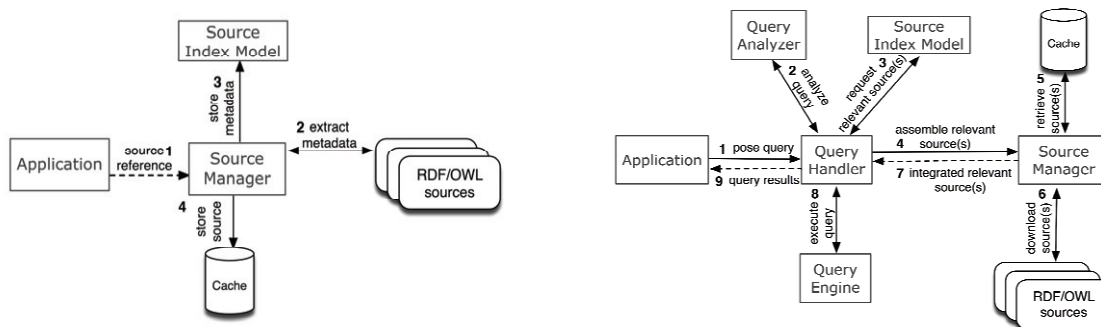 Source
Index Model
3
store
metadata
Application
source 1
reference
Source
Manager
2 extract
metadata
RDF/OWL
sources
4
store
source
Cache
Query
Analyzer
Source
Index Model
Cache
2 analyze
query
request 3
relevant source(s)
5
retrieve
source(s)
Application
1 pose query
9 query results
Query
Handler
assemble relevant
4 source(s)
7 integrated relevant
source(s)
Source
Manager
8
execute
query
6
download
source(s)
Query
Engine
RDF/OWL
sources